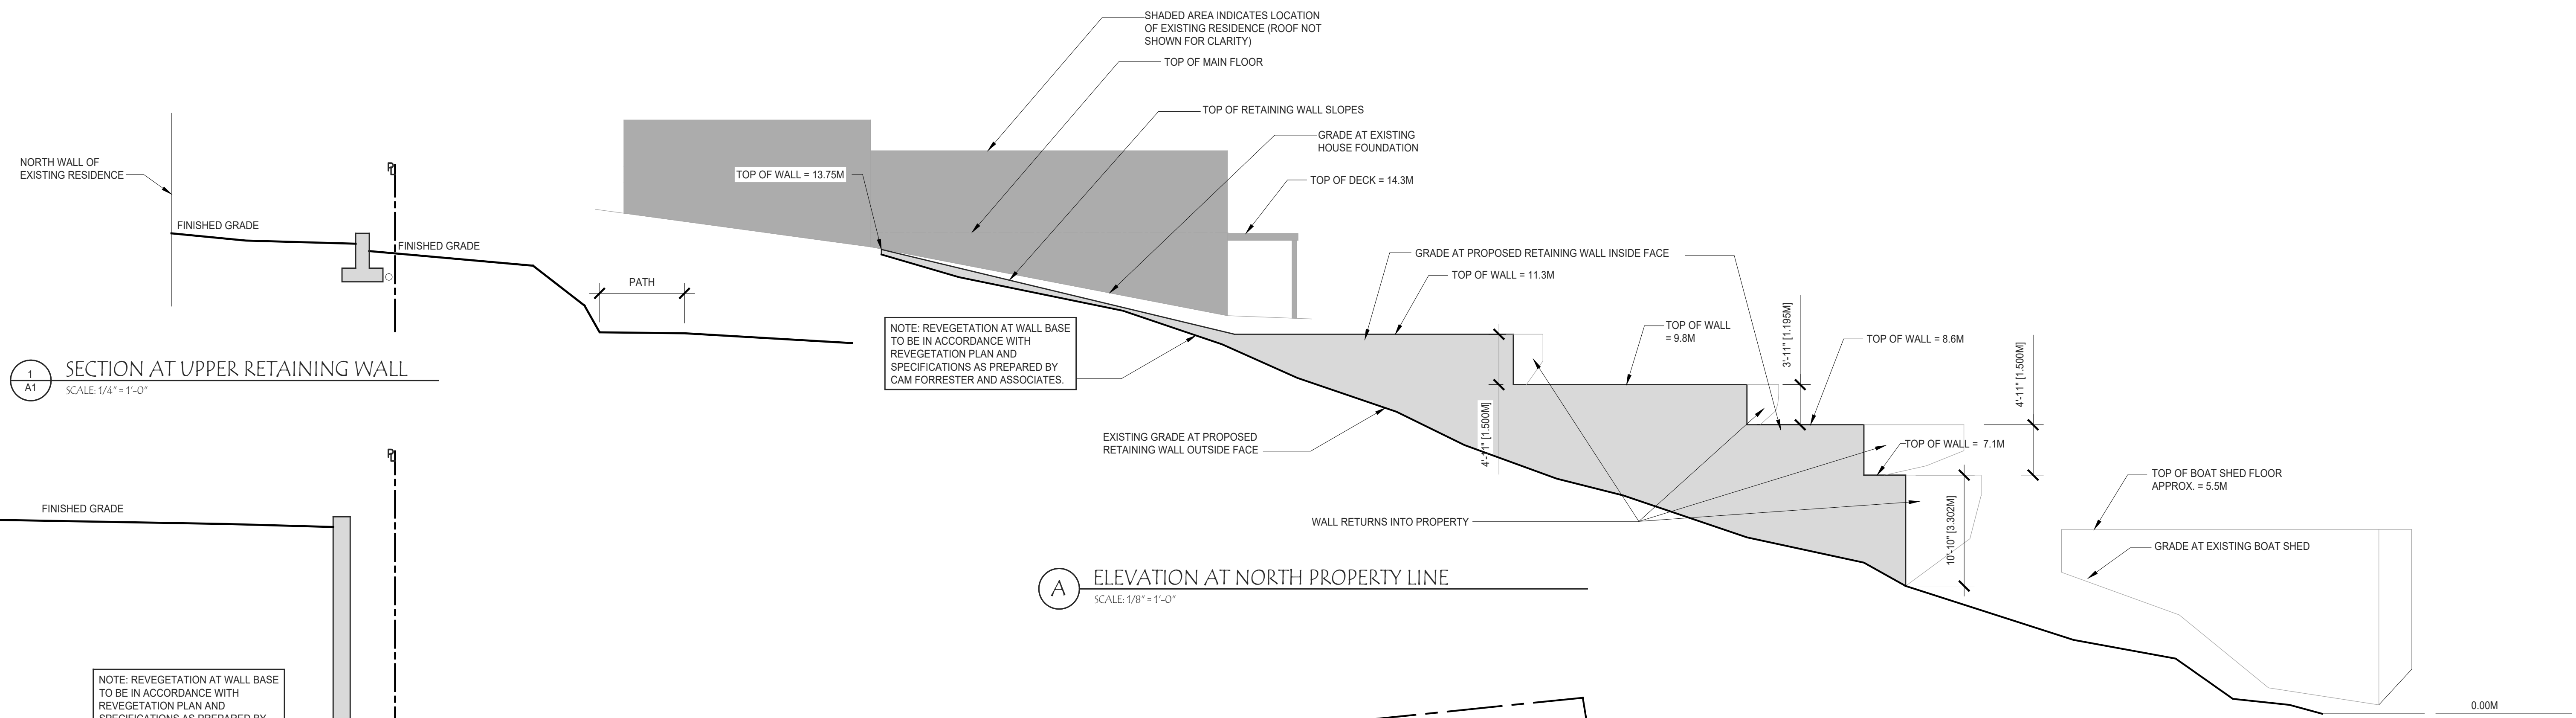 SHADED AREA INDICATES LOCATION
OF EXISTING RESIDENCE (ROOF NOT
SHOWN FOR CLARITY)
TOP OF MAIN FLOOR
TOP OF RETAINING WALL SLOPES
GRADE AT EXISTING
HOUSE FOUNDATION
TOP OF WALL = 13.75M
TOP OF DECK = 14.3M
NORTH WALL OF
EXISTING RESIDENCE
PL
FINISHED GRADE
FINISHED GRADE
PATH
1
A1
SECTION AT UPPER RETAINING WALL
SCALE: 1/4" = 1'-0"
GRADE AT PROPOSED RETAINING WALL INSIDE FACE
TOP OF WALL = 11.3M
NOTE: REVEGETATION AT WALL BASE
TO BE IN ACCORDANCE WITH
REVEGETATION PLAN AND
SPECIFICATIONS AS PREPARED BY
CAM FORRESTER AND ASSOCIATES.
TOP OF WALL
= 9.8M
3'-11" [1.195M]
TOP OF WALL = 8.6M
4'-11" [1.500M]
4'-11" [1.500M]
EXISTING GRADE AT PROPOSED
RETAINING WALL OUTSIDE FACE
TOP OF WALL = 7.1M
TOP OF BOAT SHED FLOOR
APPROX. = 5.5M
WALL RETURNS INTO PROPERTY
10'-10" [3.302M]
GRADE AT EXISTING BOAT SHED
A
ELEVATION AT NORTH PROPERTY LINE
SCALE: 1/8" = 1'-0"
PL
FINISHED GRADE
NOTE: REVEGETATION AT WALL BASE
TO BE IN ACCORDANCE WITH
REVEGETATION PLAN AND
SPECIFICATIONS AS PREPARED BY
0.00M